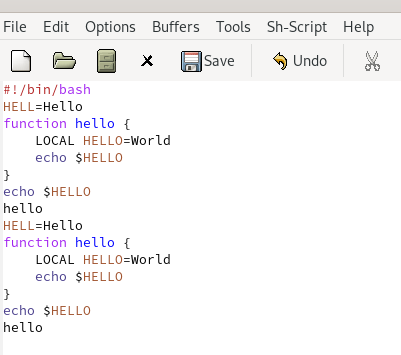 File Edit Options Buffers Tools Sh-Script Help
Save Undo
#!/bin/bash
HELL=Hello
function hello {
    LOCAL HELLO=World
    echo $HELLO
}
echo $HELLO
hello
HELL=Hello
function hello {
    LOCAL HELLO=World
    echo $HELLO
}
echo $HELLO
hello